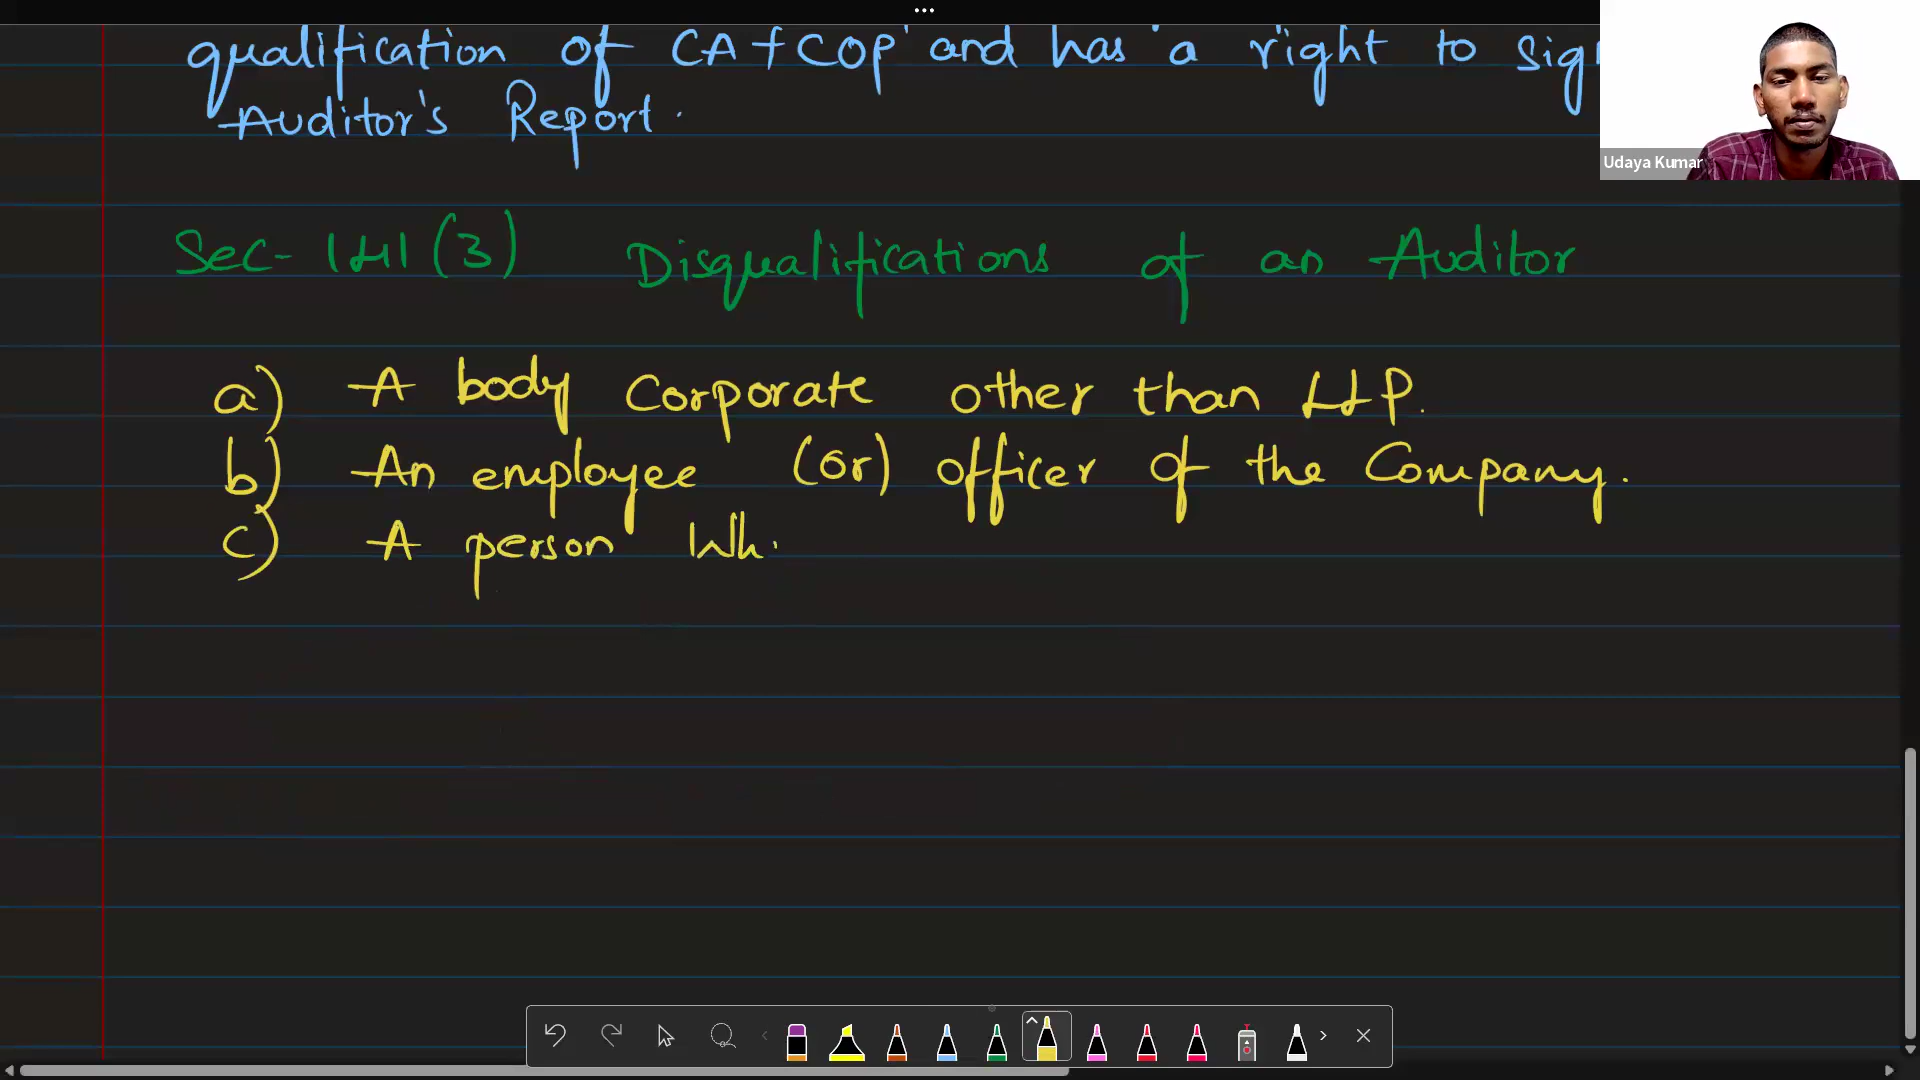 qualification of CA + COP and has a right to sig
Auditor's Report.
Udaya Kumar
Sec - 141 (3) Disqualifications of an Auditor
a) A body Corporate other than LLP.
b) An employee (or) officer of the Company.
c) A person Wh